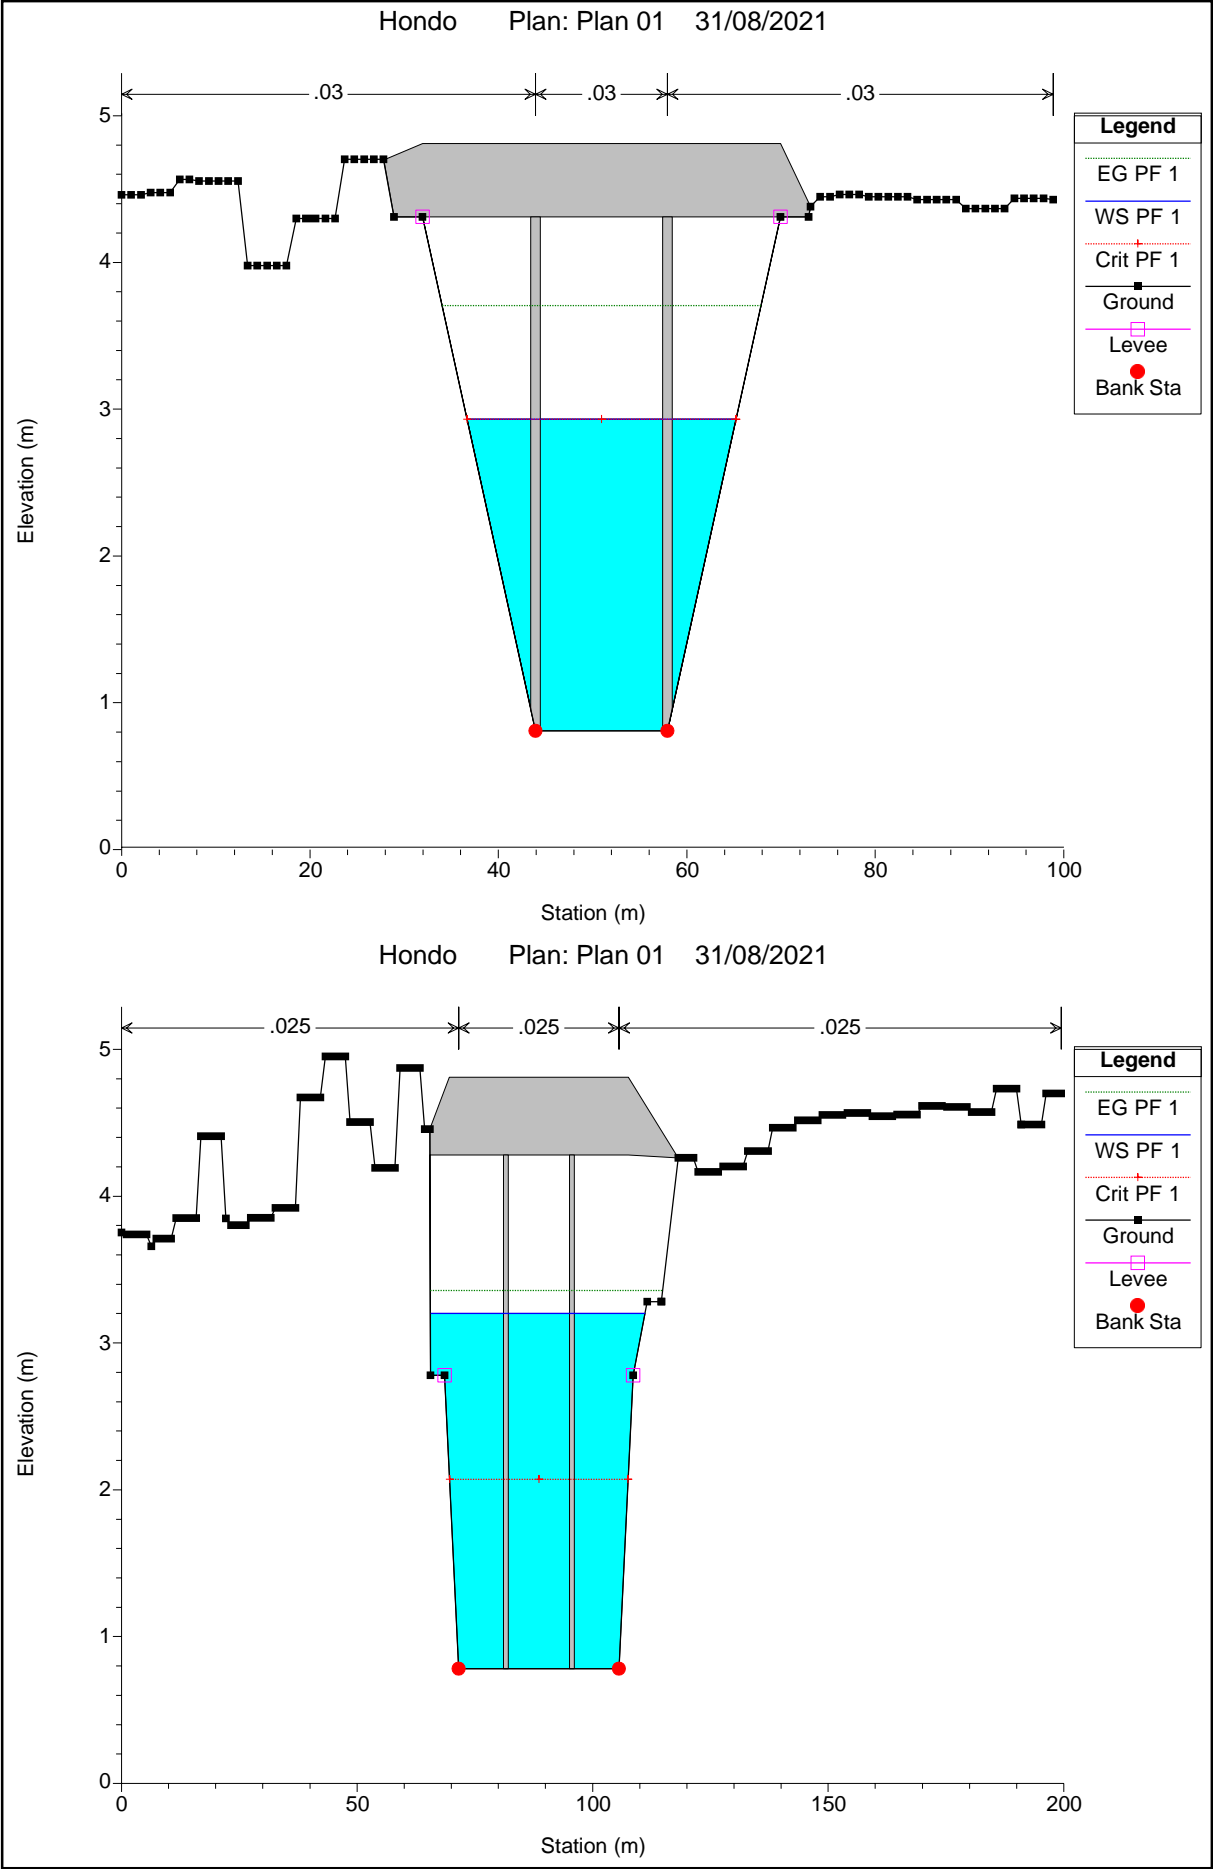 Hondo Plan: Plan 01 31/08/2021
.03 .03 .03
Legend
EG PF 1
WS PF 1
Crit PF 1
Ground
Levee
Bank Sta
5
4
3
2
1
0
Elevation (m)
0 20 40 60 80 100
Station (m)
Hondo Plan: Plan 01 31/08/2021
.025 .025 .025
Legend
EG PF 1
WS PF 1
Crit PF 1
Ground
Levee
Bank Sta
5
4
3
2
1
0
Elevation (m)
0 50 100 150 200
Station (m)